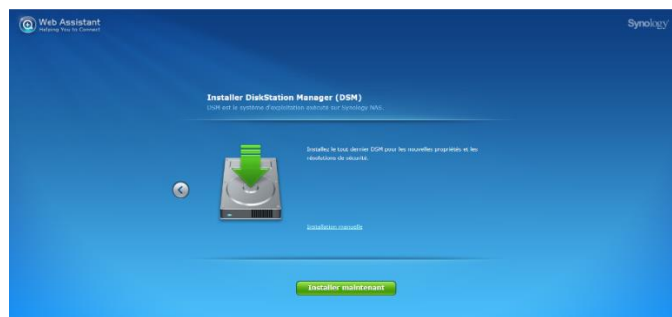 Web Assistant
Helping You to Connect
Synology
Installer DiskStation Manager (DSM)
DSM est le système d'exploitation exécuté sur Synology NAS.
Installez le tout dernier DSM pour les nouvelles propriétés et les
résolutions de sécurité.
Installation manuelle
Installer maintenant